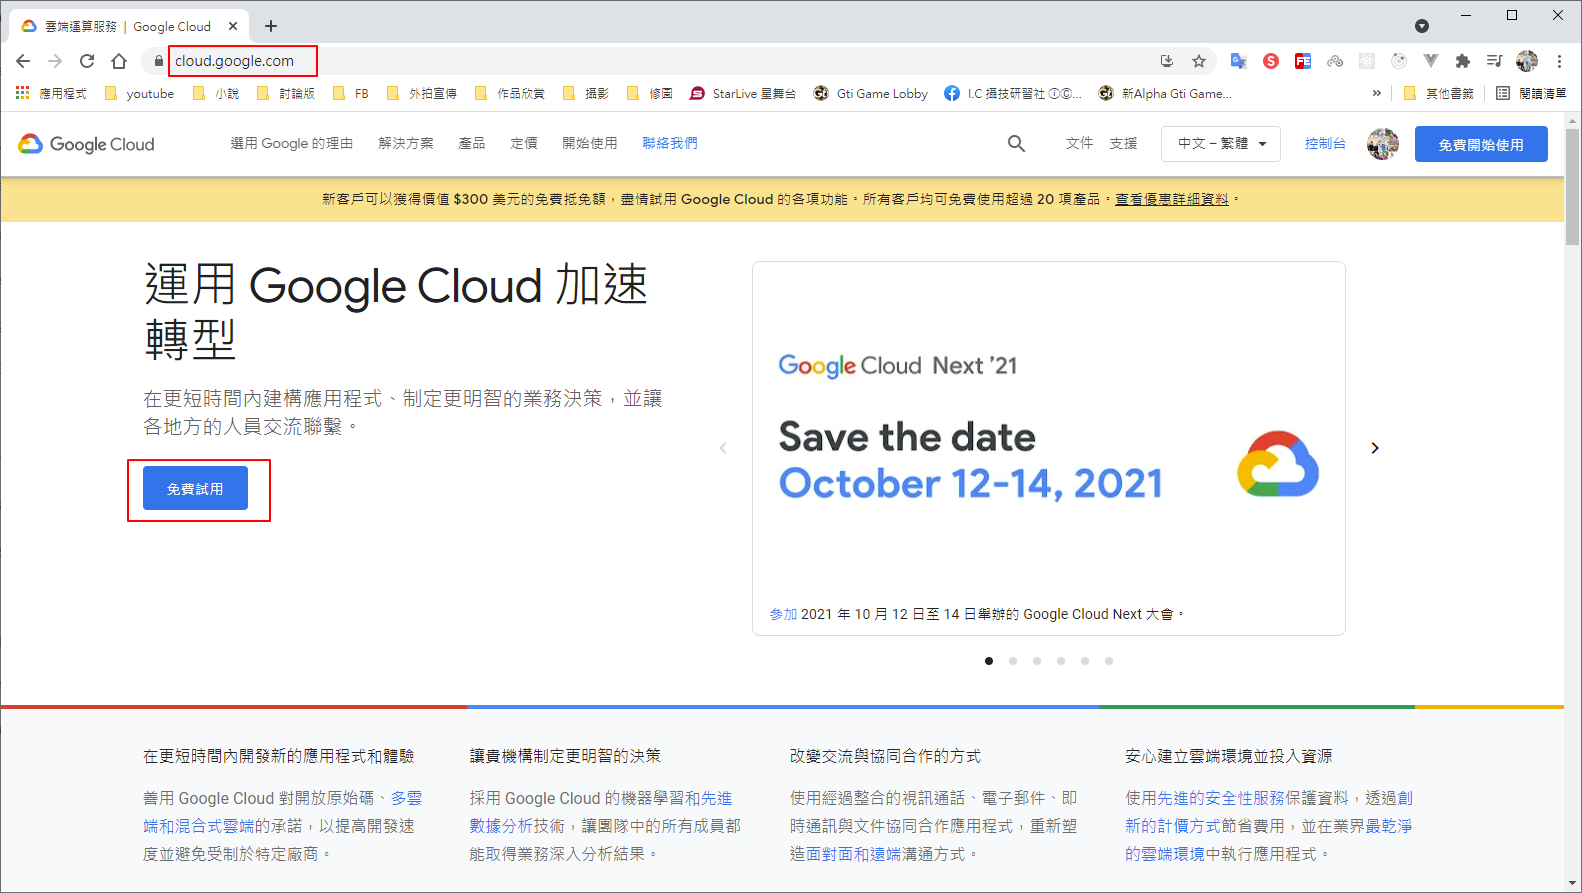 雲端運算服務 | Google Cloud
cloud.google.com
應用程式 youtube 小說 討論版 FB 外拍宣傳 作品欣賞 攝影 修圖 StarLive 星舞台 Gti Game Lobby I.C 攝技研習社 ①©... 新Alpha Gti Game... » 其他書籤 閱讀清單
Google Cloud 選用 Google 的理由 解決方案 產品 定價 開始使用 聯絡我們 文件 支援 中文 – 繁體 控制台 免費開始使用
新客戶可以獲得價值 $300 美元的免費抵免額，盡情試用 Google Cloud 的各項功能。所有客戶均可免費使用超過 20 項產品。查看優惠詳細資料。
運用 Google Cloud 加速
轉型
在更短時間內建構應用程式、制定更明智的業務決策，並讓
各地方的人員交流聯繫。
免費試用
Google Cloud Next ’21
Save the date
October 12-14, 2021
參加 2021 年 10 月 12 日至 14 日舉辦的 Google Cloud Next 大會。
在更短時間內開發新的應用程式和體驗
善用 Google Cloud 對開放原始碼、多雲
端和混合式雲端的承諾，以提高開發速
度並避免受制於特定廠商。
讓貴機構制定更明智的決策
採用 Google Cloud 的機器學習和先進
數據分析技術，讓團隊中的所有成員都
能取得業務深入分析結果。
改變交流與協同合作的方式
使用經過整合的視訊通話、電子郵件、即
時通訊與文件協同合作應用程式，重新塑
造面對面和遠端溝通方式。
安心建立雲端環境並投入資源
使用先進的安全性服務保護資料，透過創
新的計價方式節省費用，並在業界最乾淨
的雲端環境中執行應用程式。